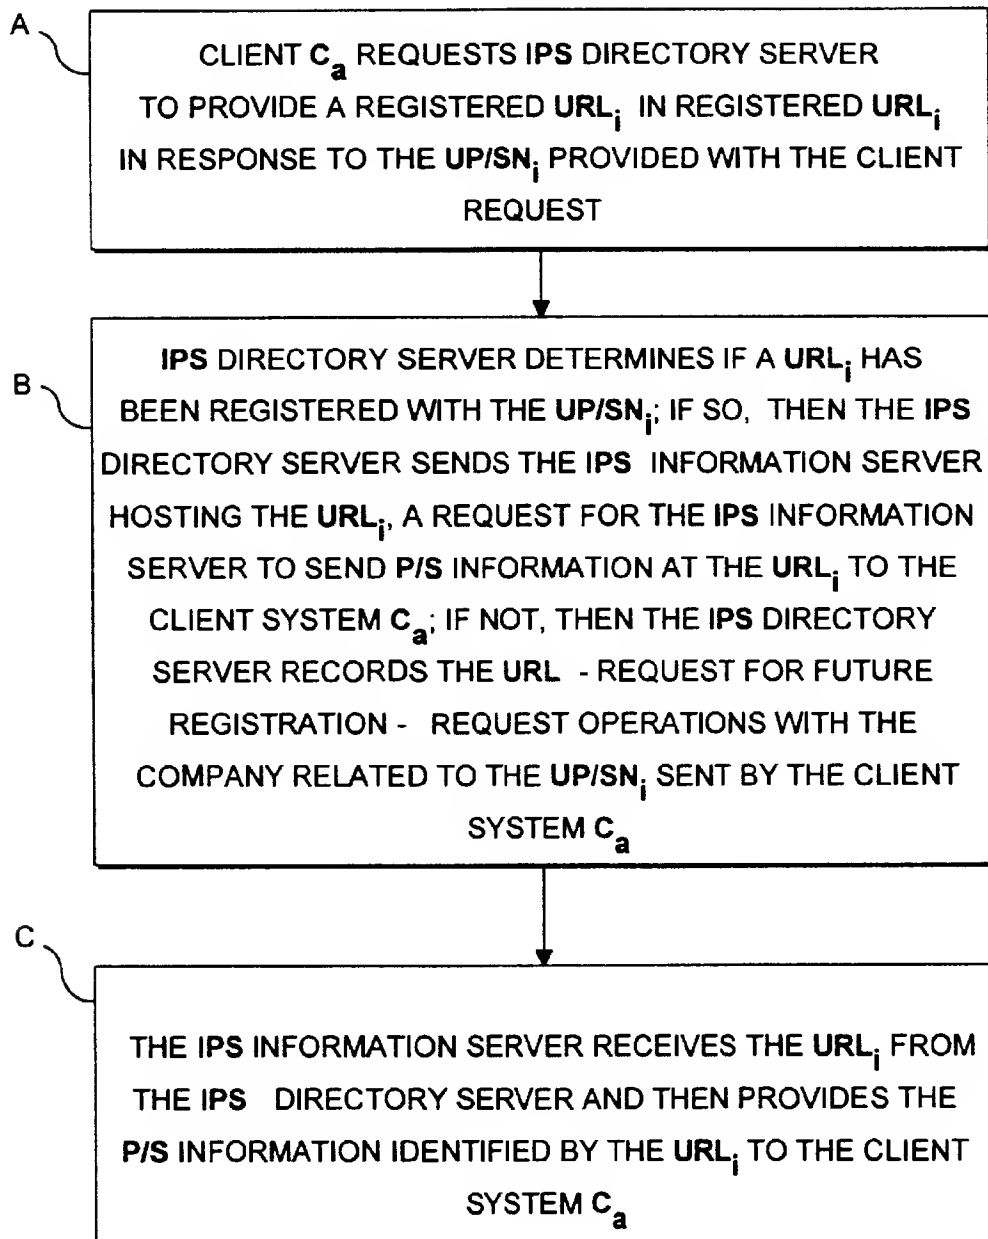 A
CLIENT Ca REQUESTS IPS DIRECTORY SERVER
TO PROVIDE A REGISTERED URLi IN REGISTERED URLi
IN RESPONSE TO THE UP/SNi PROVIDED WITH THE CLIENT
REQUEST
B
IPS DIRECTORY SERVER DETERMINES IF A URLi HAS
BEEN REGISTERED WITH THE UP/SNi; IF SO, THEN THE IPS
DIRECTORY SERVER SENDS THE IPS INFORMATION SERVER
HOSTING THE URLi, A REQUEST FOR THE IPS INFORMATION
SERVER TO SEND P/S INFORMATION AT THE URLi TO THE
CLIENT SYSTEM Ca; IF NOT, THEN THE IPS DIRECTORY
SERVER RECORDS THE URL - REQUEST FOR FUTURE
REGISTRATION - REQUEST OPERATIONS WITH THE
COMPANY RELATED TO THE UP/SNi SENT BY THE CLIENT
SYSTEM Ca
C
THE IPS INFORMATION SERVER RECEIVES THE URLi FROM
THE IPS DIRECTORY SERVER AND THEN PROVIDES THE
P/S INFORMATION IDENTIFIED BY THE URLi TO THE CLIENT
SYSTEM Ca